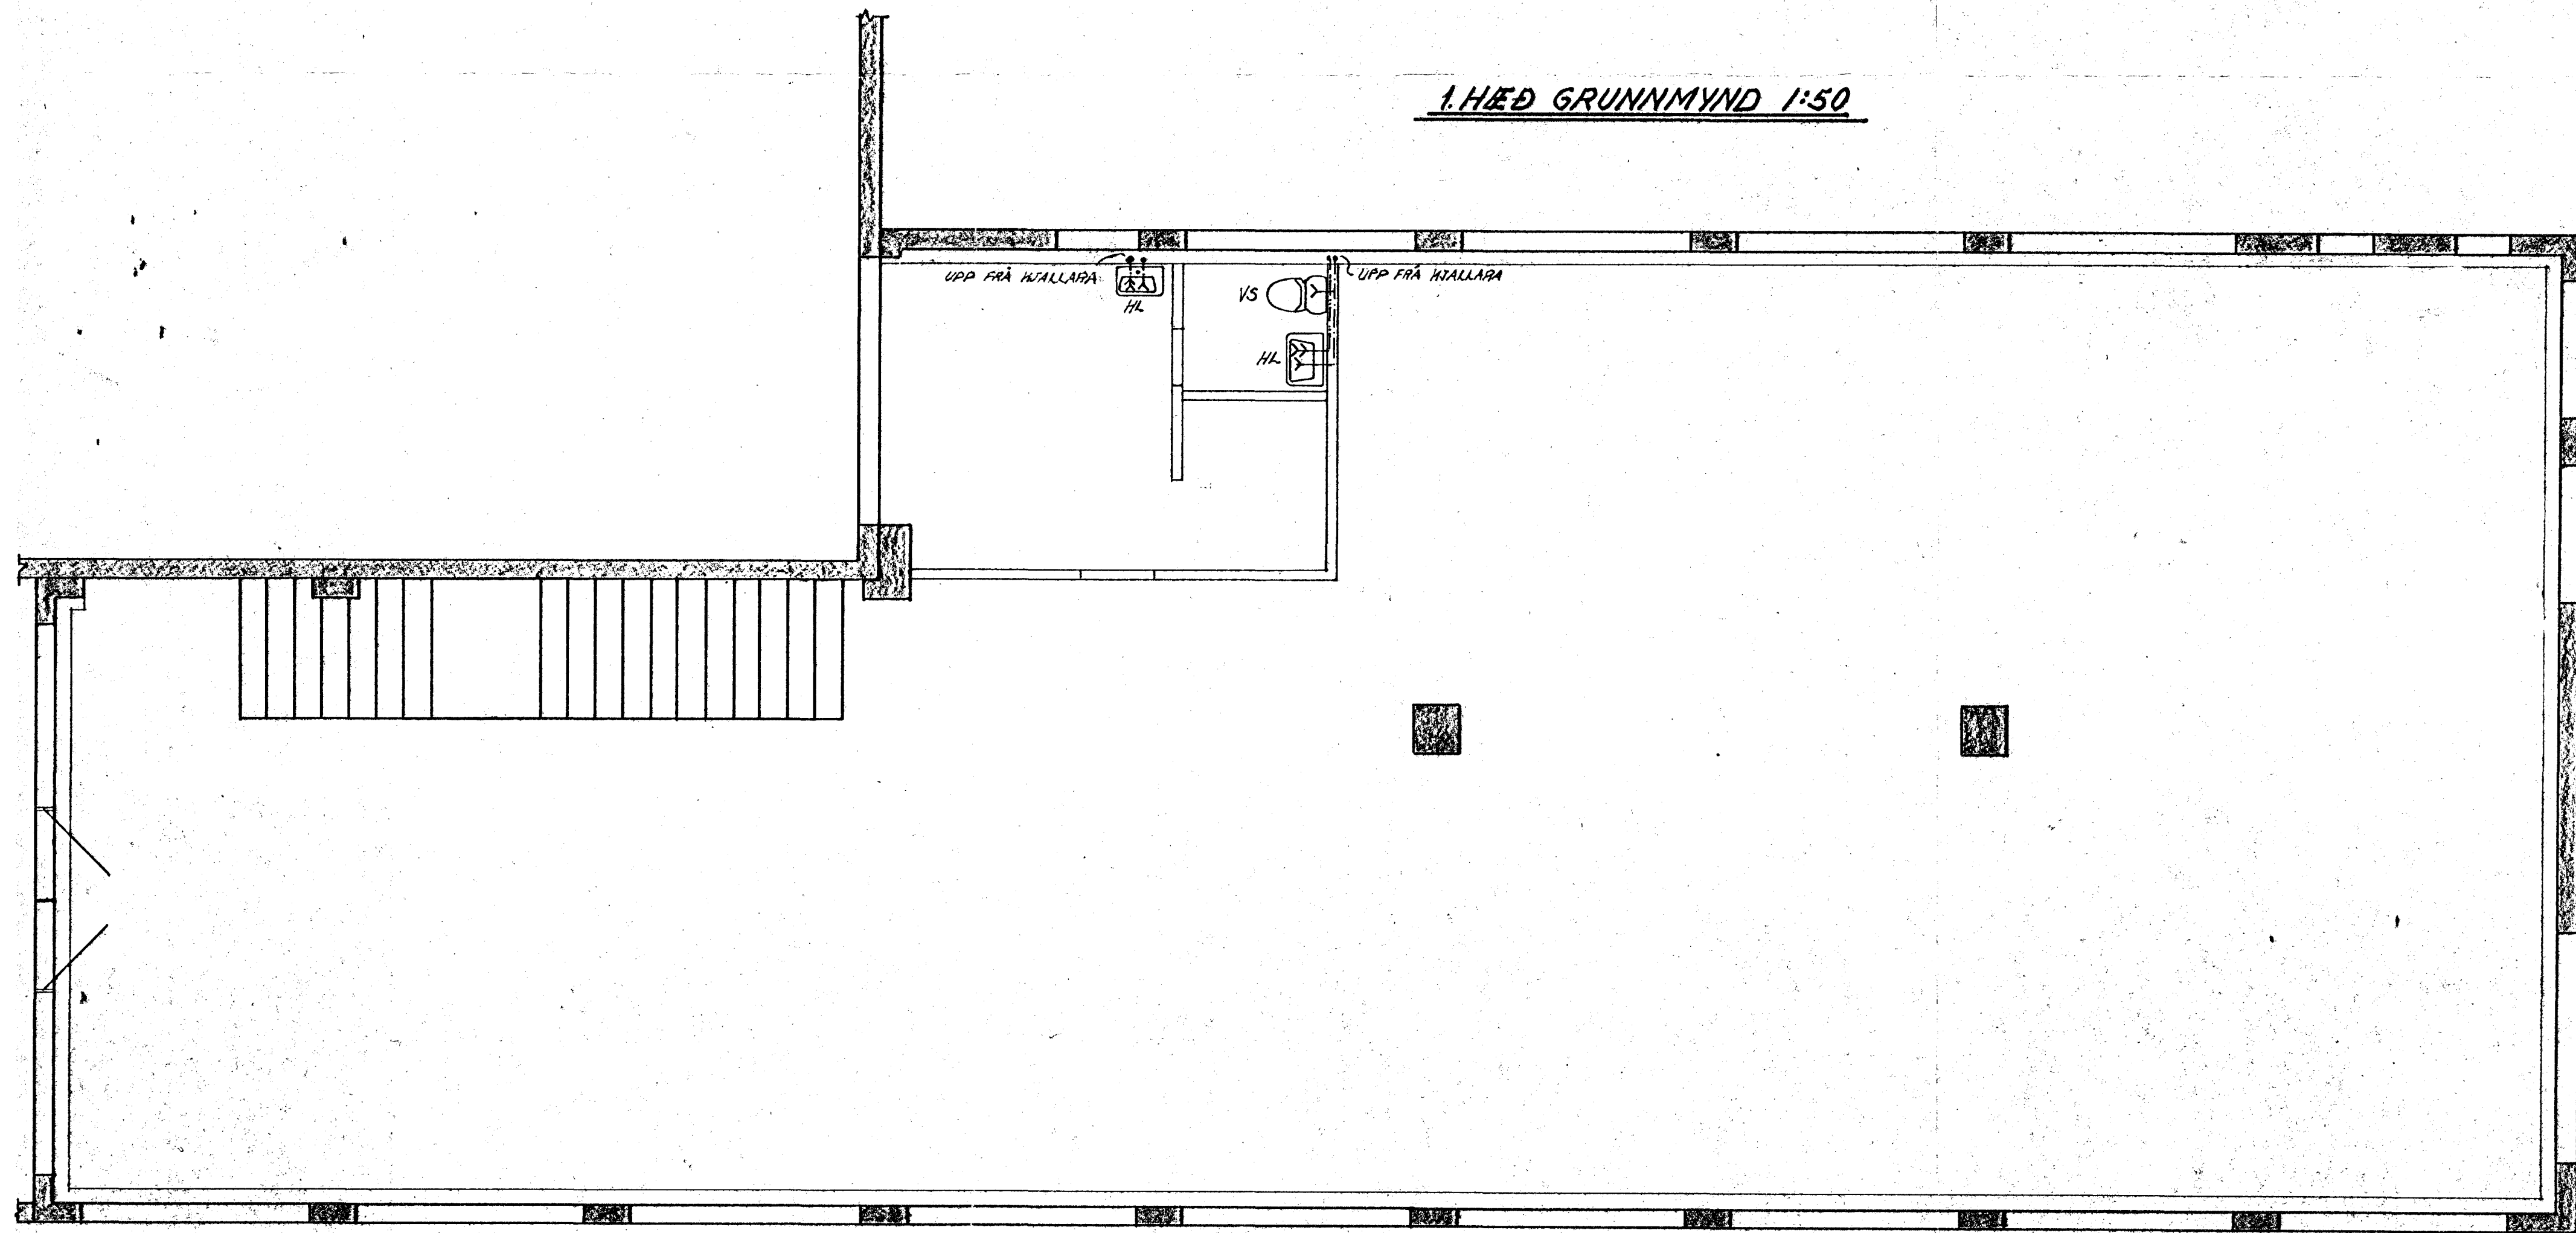 1. HÆÐ GRUNNMYND 1:50
UPP FRÁ KJALLARA
HL
VS
UPP FRÁ KJALLARA
HL